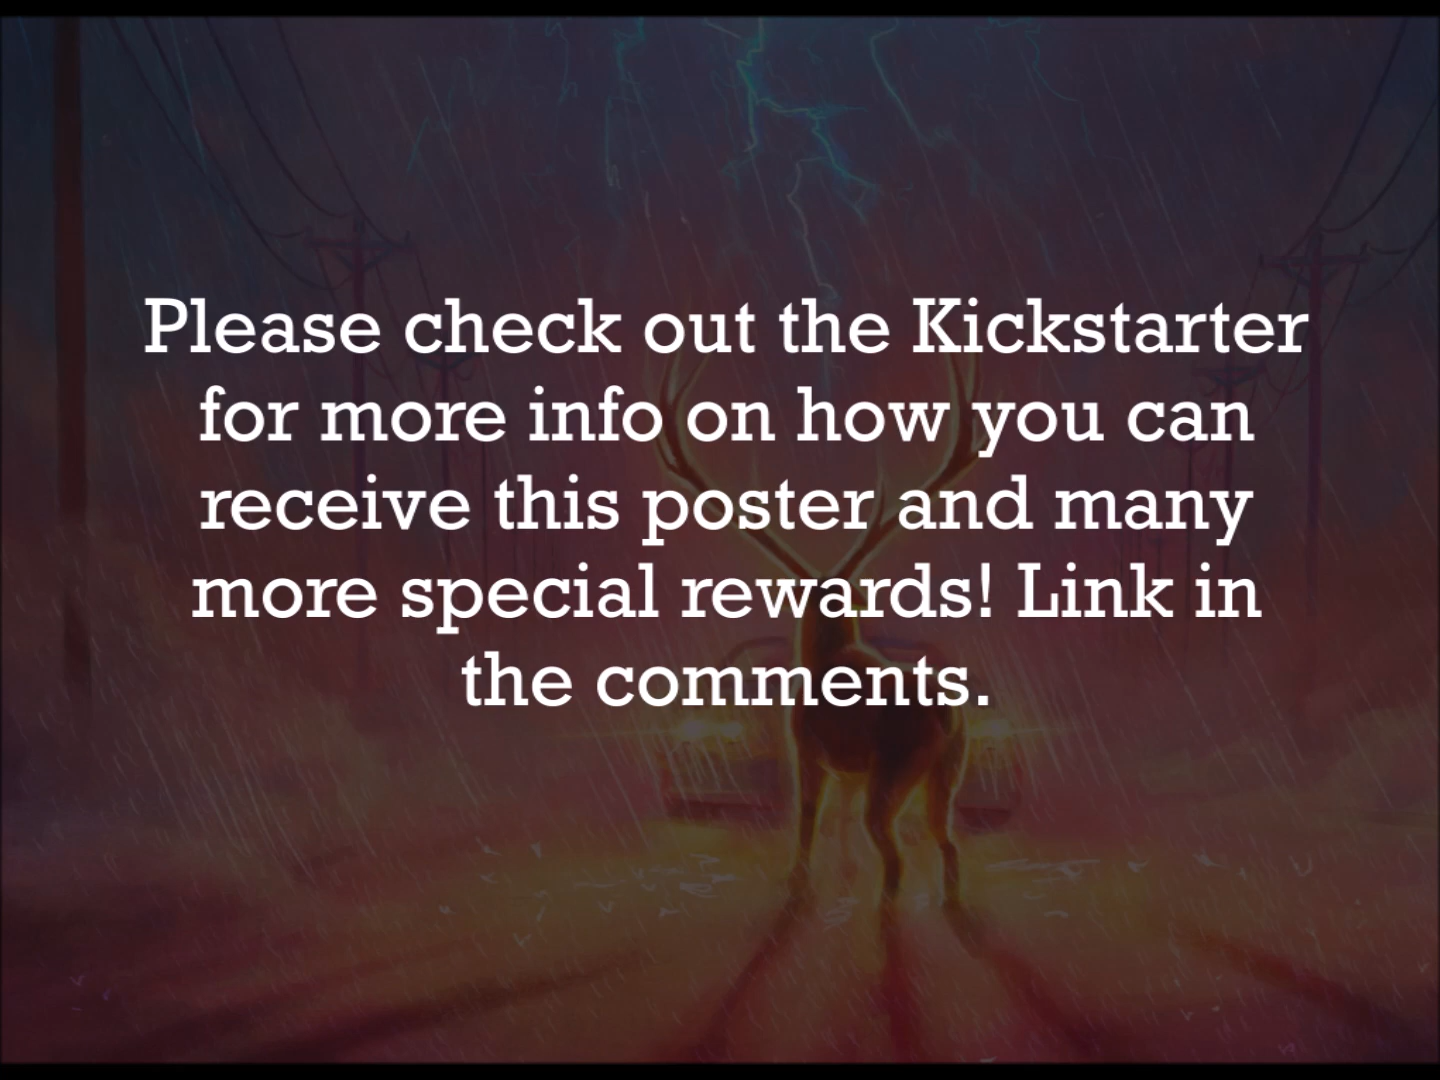 Please check out the Kickstarter
for more info on how you can
receive this poster and many
more special rewards! Link in
the comments.